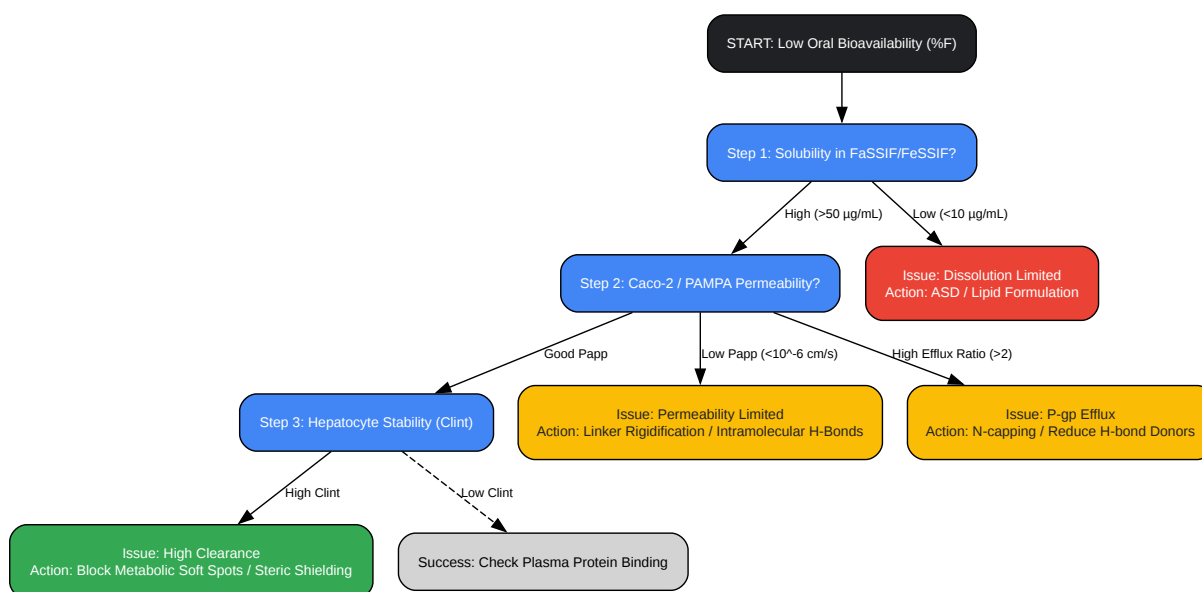 START: Low Oral Bioavailability (%F)
Step 1: Solubility in FaSSIF/FeSSIF?
High (>50 µg/mL)
Low (<10 µg/mL)
Step 2: Caco-2 / PAMPA Permeability?
Issue: Dissolution Limited
Action: ASD / Lipid Formulation
Good Papp
Low Papp (<10^-6 cm/s)
High Efflux Ratio (>2)
Step 3: Hepatocyte Stability (Clint)
Issue: Permeability Limited
Action: Linker Rigidification / Intramolecular H-Bonds
Issue: P-gp Efflux
Action: N-capping / Reduce H-bond Donors
High Clint
Low Clint
Issue: High Clearance
Action: Block Metabolic Soft Spots / Steric Shielding
Success: Check Plasma Protein Binding